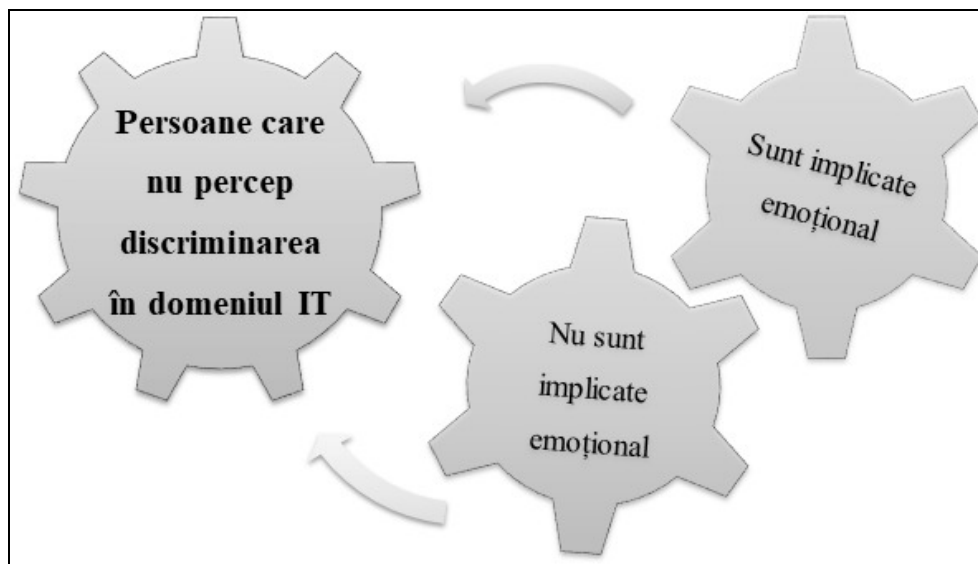 Persoane care
nu percep
discriminarea
în domeniul IT
Sunt implicate
emoțional
Nu sunt
implicate
emoțional